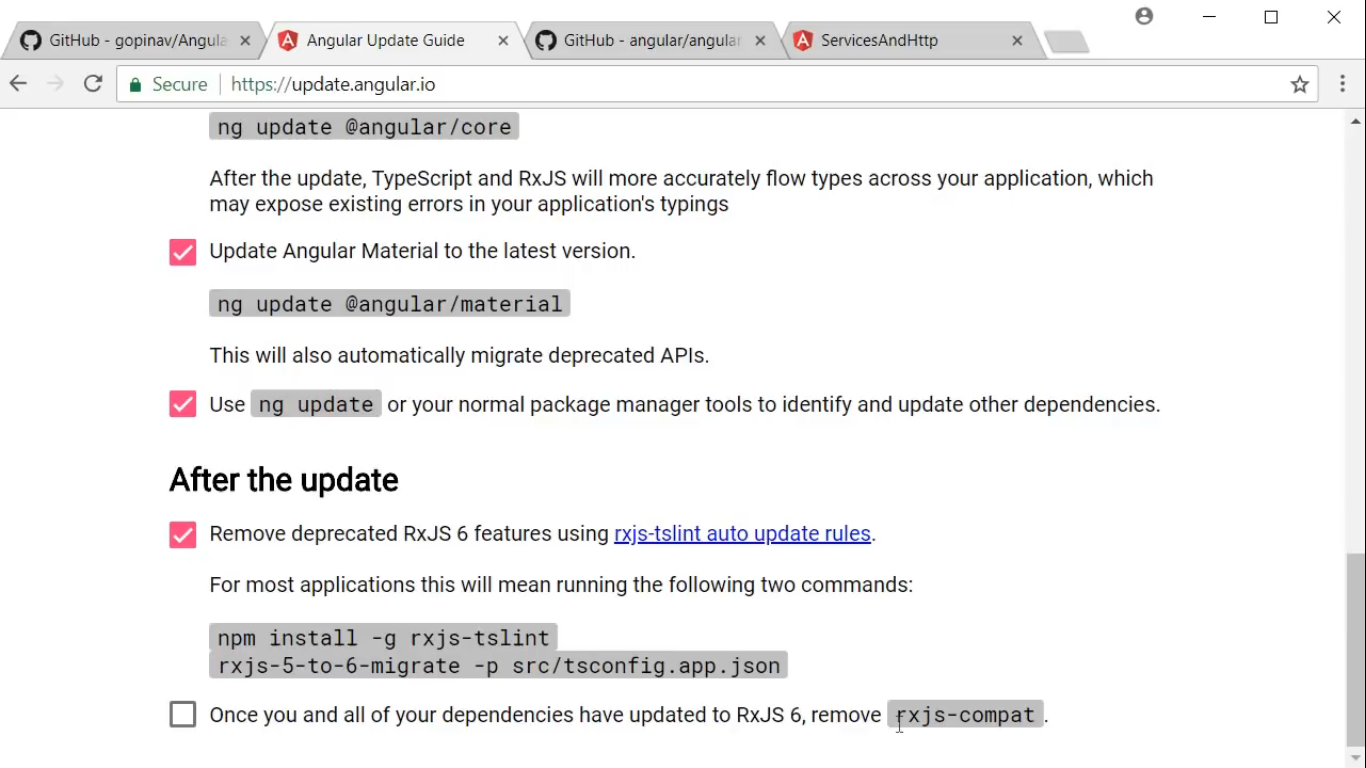 GitHub - gopinav/Angula
Angular Update Guide
GitHub - angular/angular
ServicesAndHttp
Secure
https://update.angular.io
ng update @angular/core
After the update, TypeScript and RxJS will more accurately flow types across your application, which
may expose existing errors in your application's typings
Update Angular Material to the latest version.
ng update @angular/material
This will also automatically migrate deprecated APIs.
Use ng update or your normal package manager tools to identify and update other dependencies.
After the update
Remove deprecated RxJS 6 features using rxjs-tslint auto update rules.
For most applications this will mean running the following two commands:
npm install -g rxjs-tslint
rxjs-5-to-6-migrate -p src/tsconfig.app.json
Once you and all of your dependencies have updated to RxJS 6, remove rxjs-compat.